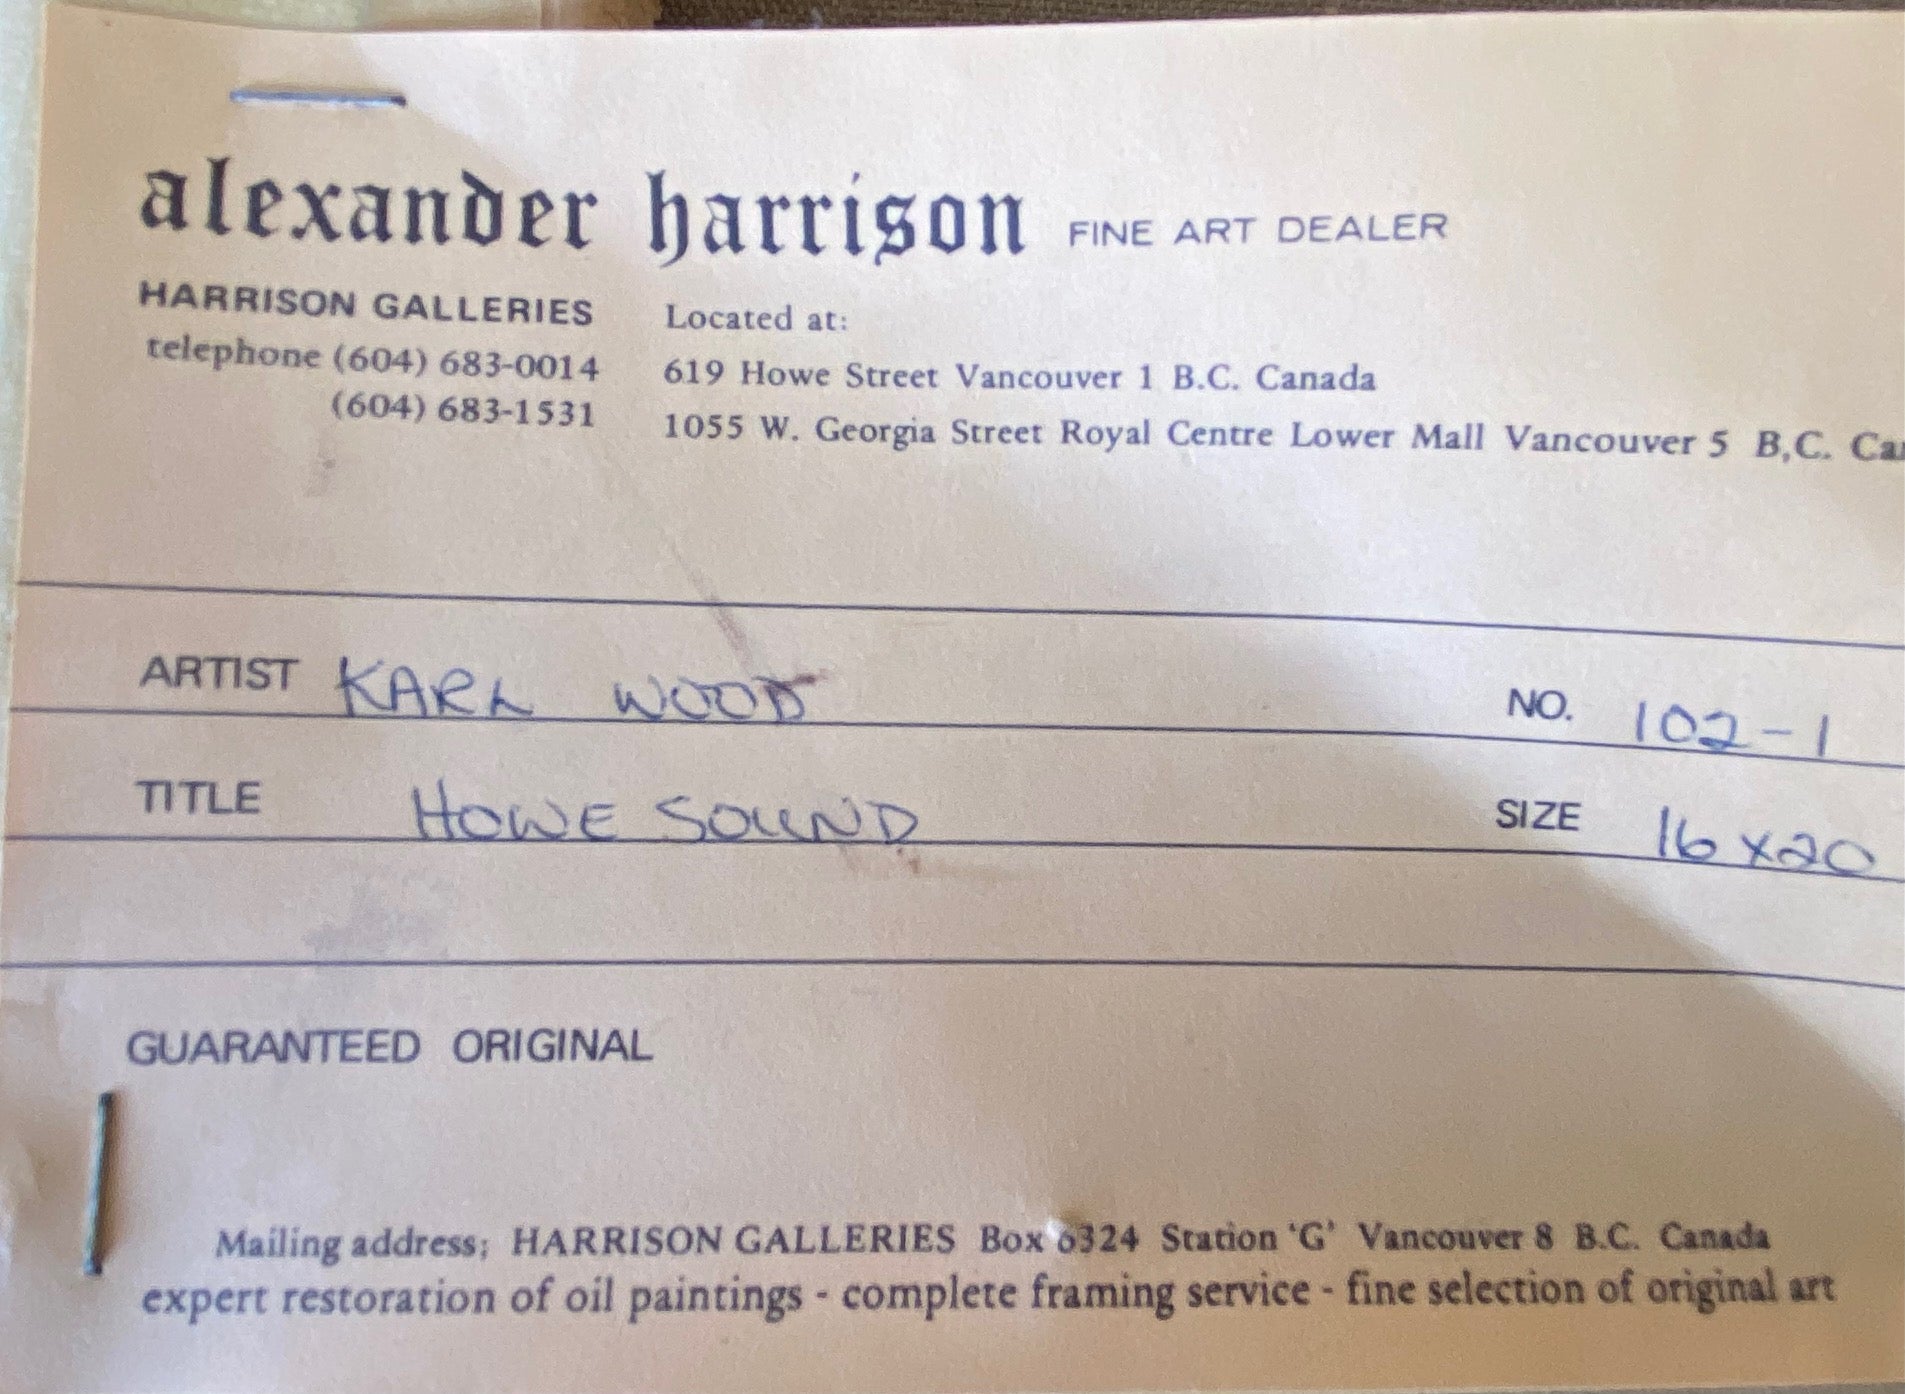 alexander harrison FINE ART DEALER
HARRISON GALLERIES
telephone (604) 683-0014
(604) 683-1531
Located at:
619 Howe Street Vancouver 1 B.C. Canada
1055 W. Georgia Street Royal Centre Lower Mall Vancouver 5 B,C. Ca
ARTIST KARL WOOD NO. 102-1
TITLE HOWE SOUND SIZE 16 x 20
GUARANTEED ORIGINAL
Mailing address; HARRISON GALLERIES Box 6324 Station 'G' Vancouver 8 B.C. Canada
expert restoration of oil paintings - complete framing service - fine selection of original art